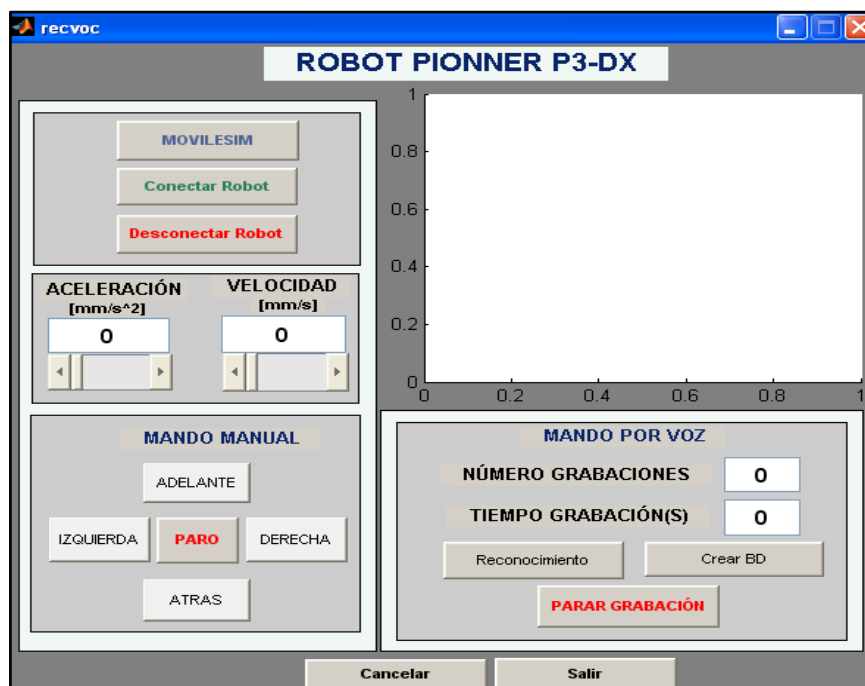 recvoc
ROBOT PIONNER P3-DX
MOVILESIM
Conectar Robot
Desconectar Robot
ACELERACIÓN
[mm/s^2]
0
VELOCIDAD
[mm/s]
0
MANDO MANUAL
ADELANTE
IZQUIERDA PARO DERECHA
ATRAS
1
0.8
0.6
0.4
0.2
0
0 0.2 0.4 0.6 0.8 1
MANDO POR VOZ
NÚMERO GRABACIONES 0
TIEMPO GRABACIÓN(S) 0
Reconocimiento Crear BD
PARAR GRABACIÓN
Cancelar Salir